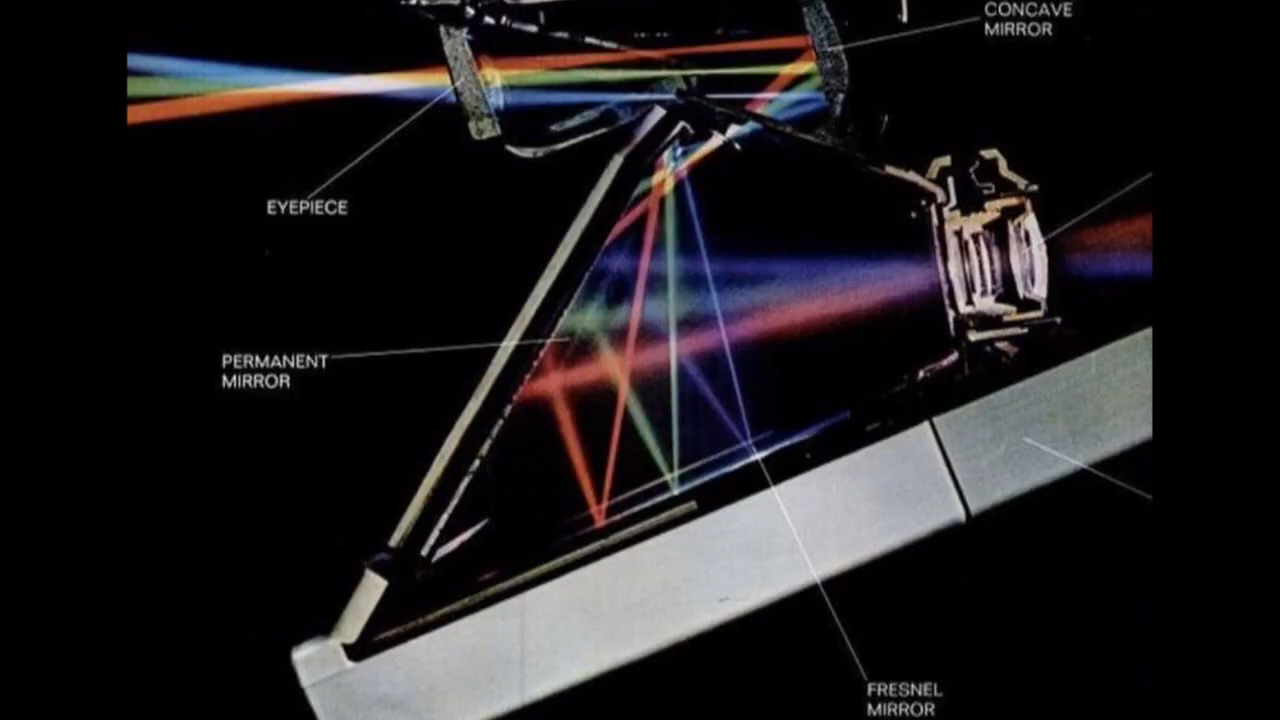 CONCAVE
MIRROR
EYEPIECE
PERMANENT
MIRROR
FRESNEL
MIRROR